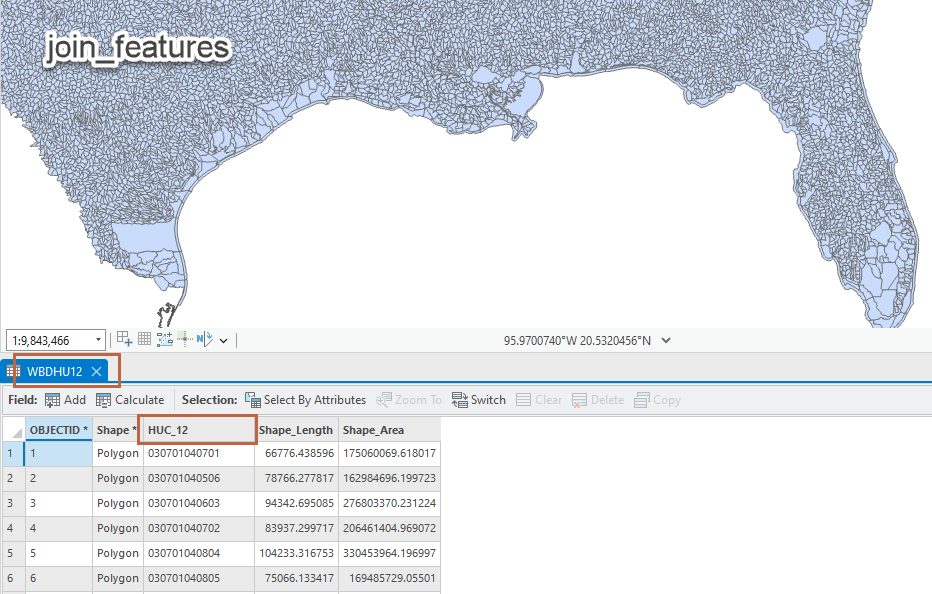 join_features
1:9,843,466 95.9700740°W 20.5320456°N
WBDHU12
Field: Add Calculate Selection: Select By Attributes Zoom To Switch Clear Delete Copy
OBJECTID * Shape * HUC_12 Shape_Length Shape_Area
1 1 Polygon 030701040701 66776.438596 175060069.618017
2 2 Polygon 030701040506 78766.277817 162984696.199723
3 3 Polygon 030701040603 94342.695085 276803370.231224
4 4 Polygon 030701040702 83937.299717 206461404.969072
5 5 Polygon 030701040804 104233.316753 330453964.196997
6 6 Polygon 030701040805 75066.133417 169485729.05501